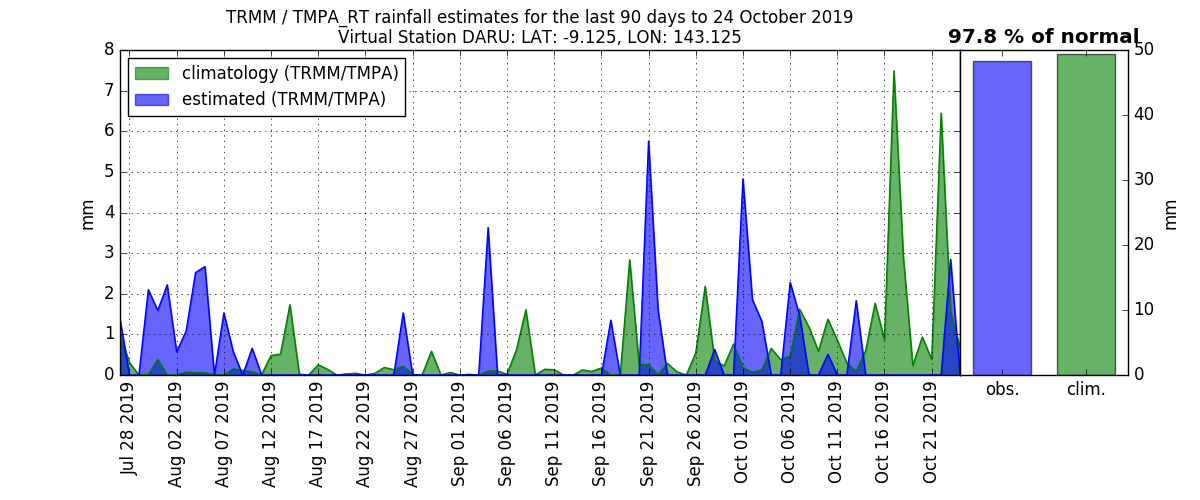 TRMM / TMPA_RT rainfall estimates for the last 90 days to 24 October 2019
Virtual Station DARU: LAT: -9.125, LON: 143.125
97.8 % of normal
climatology (TRMM/TMPA)
estimated (TRMM/TMPA)
8
7
6
5
4
3
2
1
0
mm
Jul 28 2019
Aug 02 2019
Aug 07 2019
Aug 12 2019
Aug 17 2019
Aug 22 2019
Aug 27 2019
Sep 01 2019
Sep 06 2019
Sep 11 2019
Sep 16 2019
Sep 21 2019
Sep 26 2019
Oct 01 2019
Oct 06 2019
Oct 11 2019
Oct 16 2019
Oct 21 2019
obs.
clim.
50
40
30
20
10
0
mm